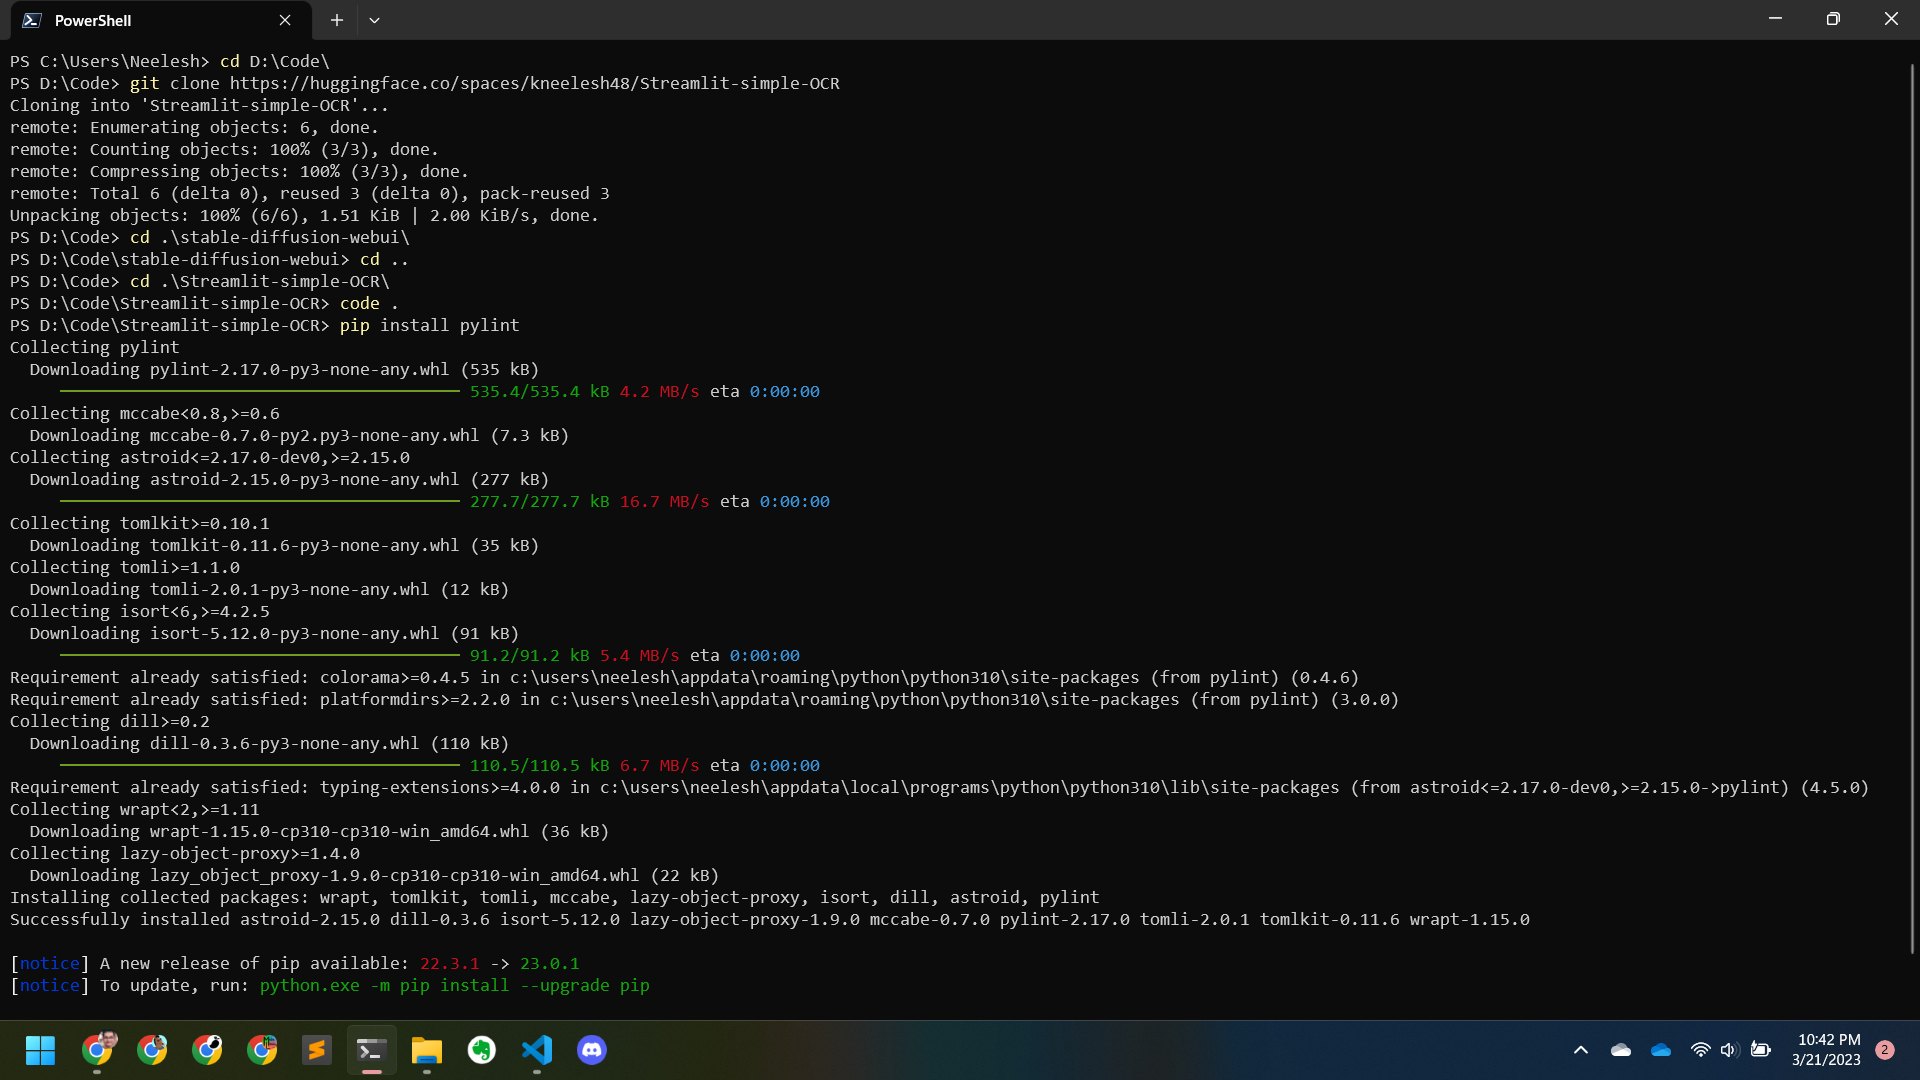 PowerShell
PS C:\Users\Neelesh> cd D:\Code\
PS D:\Code> git clone https://huggingface.co/spaces/kneelesh48/Streamlit-simple-OCR
Cloning into 'Streamlit-simple-OCR'...
remote: Enumerating objects: 6, done.
remote: Counting objects: 100% (3/3), done.
remote: Compressing objects: 100% (3/3), done.
remote: Total 6 (delta 0), reused 3 (delta 0), pack-reused 3
Unpacking objects: 100% (6/6), 1.51 KiB | 2.00 KiB/s, done.
PS D:\Code> cd .\stable-diffusion-webui\
PS D:\Code\stable-diffusion-webui> cd ..
PS D:\Code> cd .\Streamlit-simple-OCR\
PS D:\Code\Streamlit-simple-OCR> code .
PS D:\Code\Streamlit-simple-OCR> pip install pylint
Collecting pylint
  Downloading pylint-2.17.0-py3-none-any.whl (535 kB)
535.4/535.4 kB 4.2 MB/s eta 0:00:00
Collecting mccabe<0.8,>=0.6
  Downloading mccabe-0.7.0-py2.py3-none-any.whl (7.3 kB)
Collecting astroid<=2.17.0-dev0,>=2.15.0
  Downloading astroid-2.15.0-py3-none-any.whl (277 kB)
277.7/277.7 kB 16.7 MB/s eta 0:00:00
Collecting tomlkit>=0.10.1
  Downloading tomlkit-0.11.6-py3-none-any.whl (35 kB)
Collecting tomli>=1.1.0
  Downloading tomli-2.0.1-py3-none-any.whl (12 kB)
Collecting isort<6,>=4.2.5
  Downloading isort-5.12.0-py3-none-any.whl (91 kB)
91.2/91.2 kB 5.4 MB/s eta 0:00:00
Requirement already satisfied: colorama>=0.4.5 in c:\users\neelesh\appdata\roaming\python\python310\site-packages (from pylint) (0.4.6)
Requirement already satisfied: platformdirs>=2.2.0 in c:\users\neelesh\appdata\roaming\python\python310\site-packages (from pylint) (3.0.0)
Collecting dill>=0.2
  Downloading dill-0.3.6-py3-none-any.whl (110 kB)
110.5/110.5 kB 6.7 MB/s eta 0:00:00
Requirement already satisfied: typing-extensions>=4.0.0 in c:\users\neelesh\appdata\local\programs\python\python310\lib\site-packages (from astroid<=2.17.0-dev0,>=2.15.0->pylint) (4.5.0)
Collecting wrapt<2,>=1.11
  Downloading wrapt-1.15.0-cp310-cp310-win_amd64.whl (36 kB)
Collecting lazy-object-proxy>=1.4.0
  Downloading lazy_object_proxy-1.9.0-cp310-cp310-win_amd64.whl (22 kB)
Installing collected packages: wrapt, tomlkit, tomli, mccabe, lazy-object-proxy, isort, dill, astroid, pylint
Successfully installed astroid-2.15.0 dill-0.3.6 isort-5.12.0 lazy-object-proxy-1.9.0 mccabe-0.7.0 pylint-2.17.0 tomli-2.0.1 tomlkit-0.11.6 wrapt-1.15.0
[notice] A new release of pip available: 22.3.1 -> 23.0.1
[notice] To update, run: python.exe -m pip install --upgrade pip
10:42 PM
3/21/2023
2